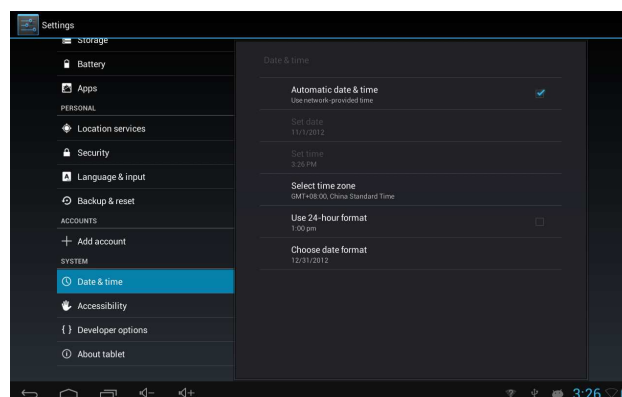 Settings
Storage
Battery
Apps
PERSONAL
Location services
Security
Language & input
Backup & reset
ACCOUNTS
Add account
SYSTEM
Date & time
Accessibility
Developer options
About tablet
Date & time
Automatic date & time
Use network-provided time
Set date
11/1/2012
Set time
3:26 PM
Select time zone
GMT+08:00, China Standard Time
Use 24-hour format
1:00 pm
Choose date format
12/31/2012
3:26